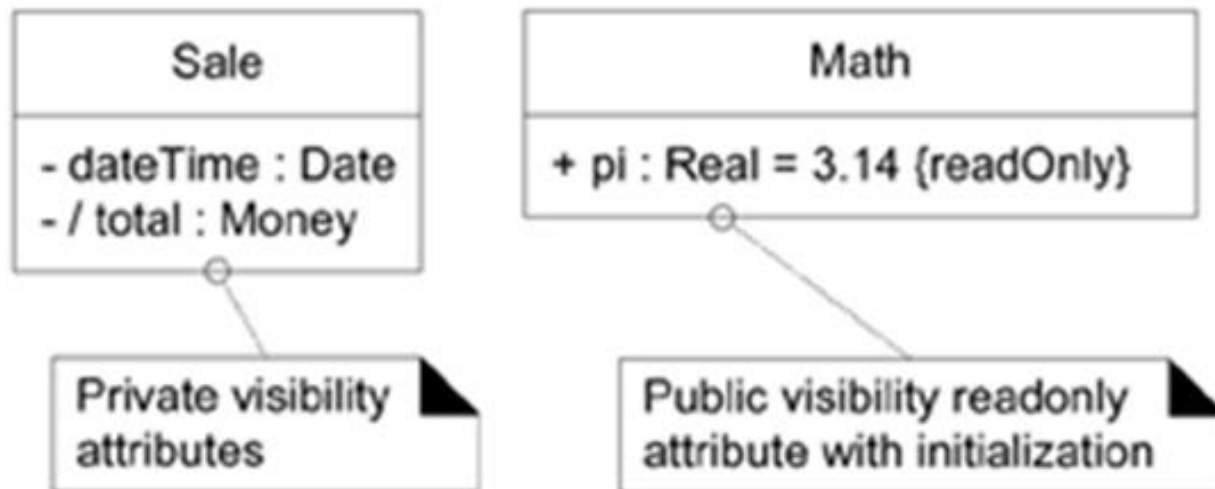 Sale
- dateTime : Date
- / total : Money
Private visibility
attributes
Math
+ pi : Real = 3.14 {readOnly}
Public visibility readonly
attribute with initialization